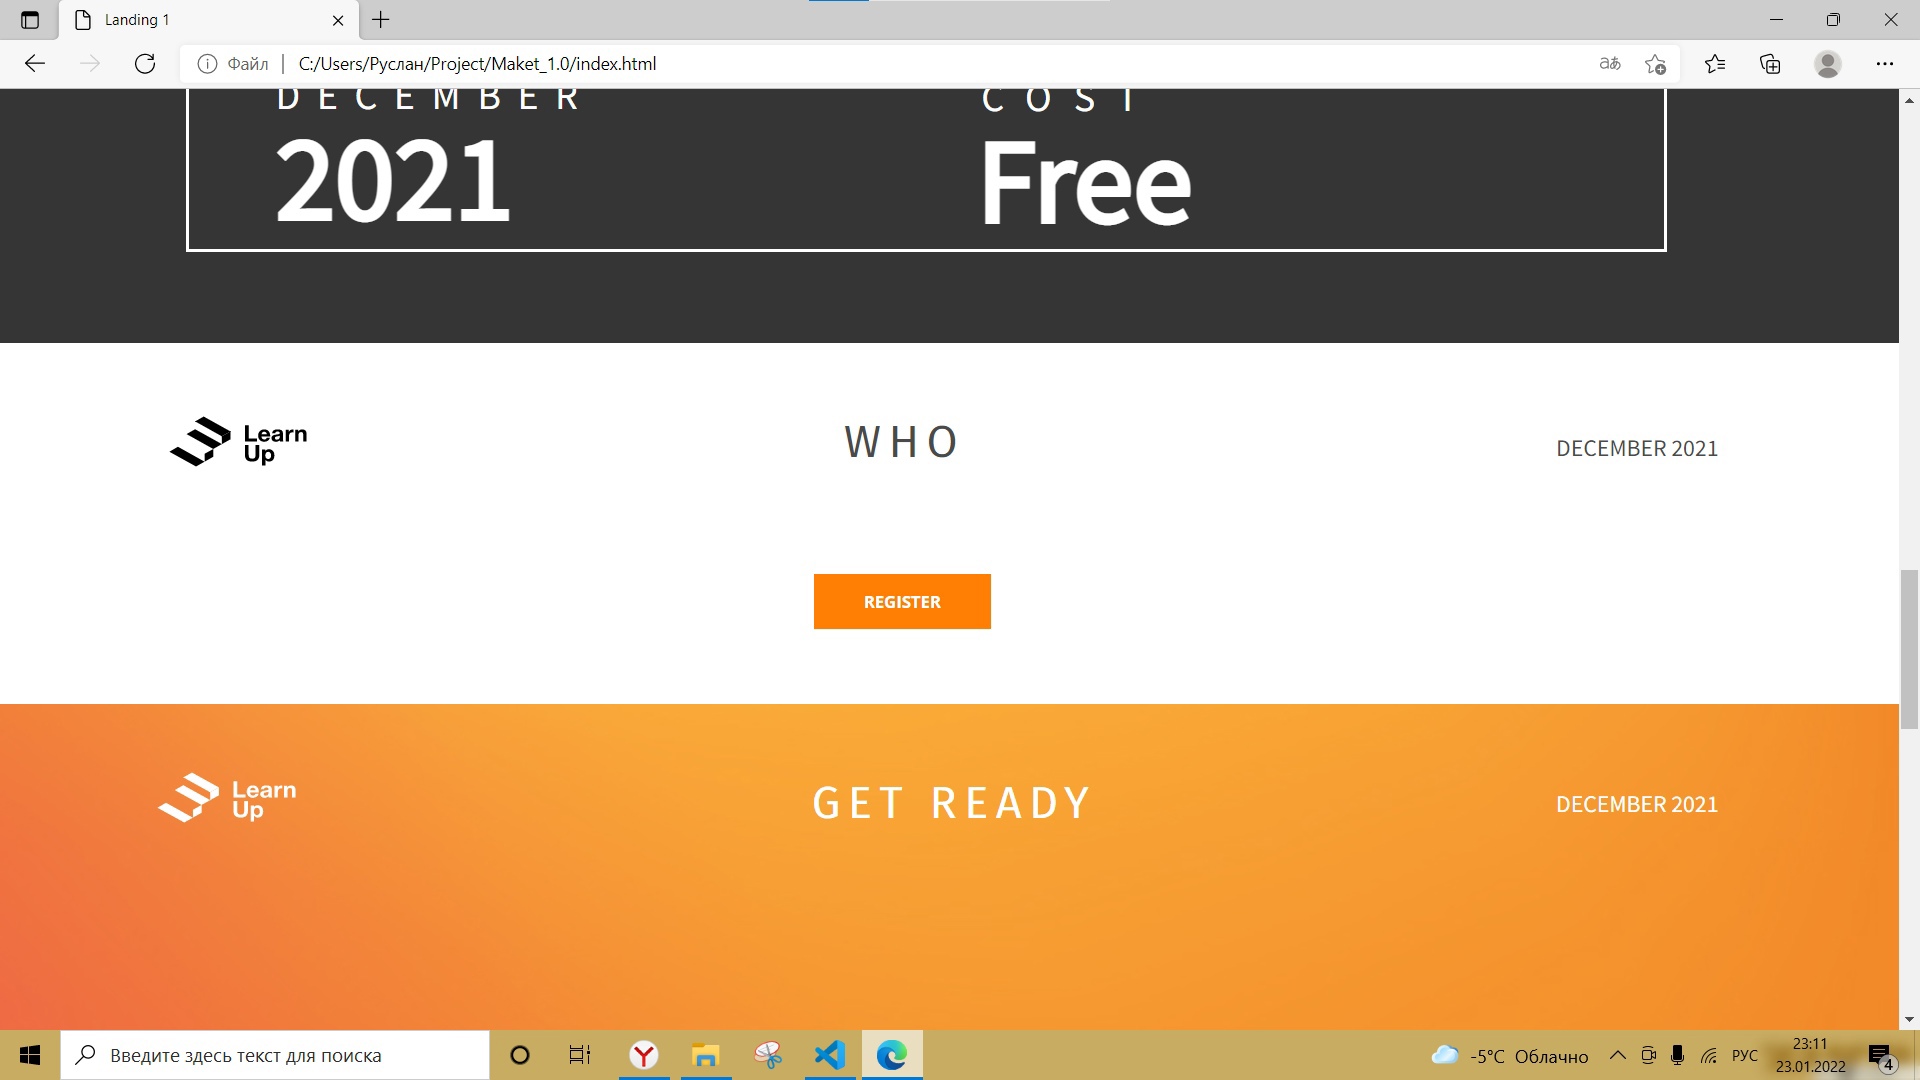 Landing 1
Файл
C:/Users/Руслан/Project/Maket_1.0/index.html
DECEMBER
2021
COST
Free
Learn
Up
WHO
DECEMBER 2021
REGISTER
Learn
Up
GET READY
DECEMBER 2021
Введите здесь текст для поиска
-5°C Облачно
РУС
23:11
23.01.2022
4